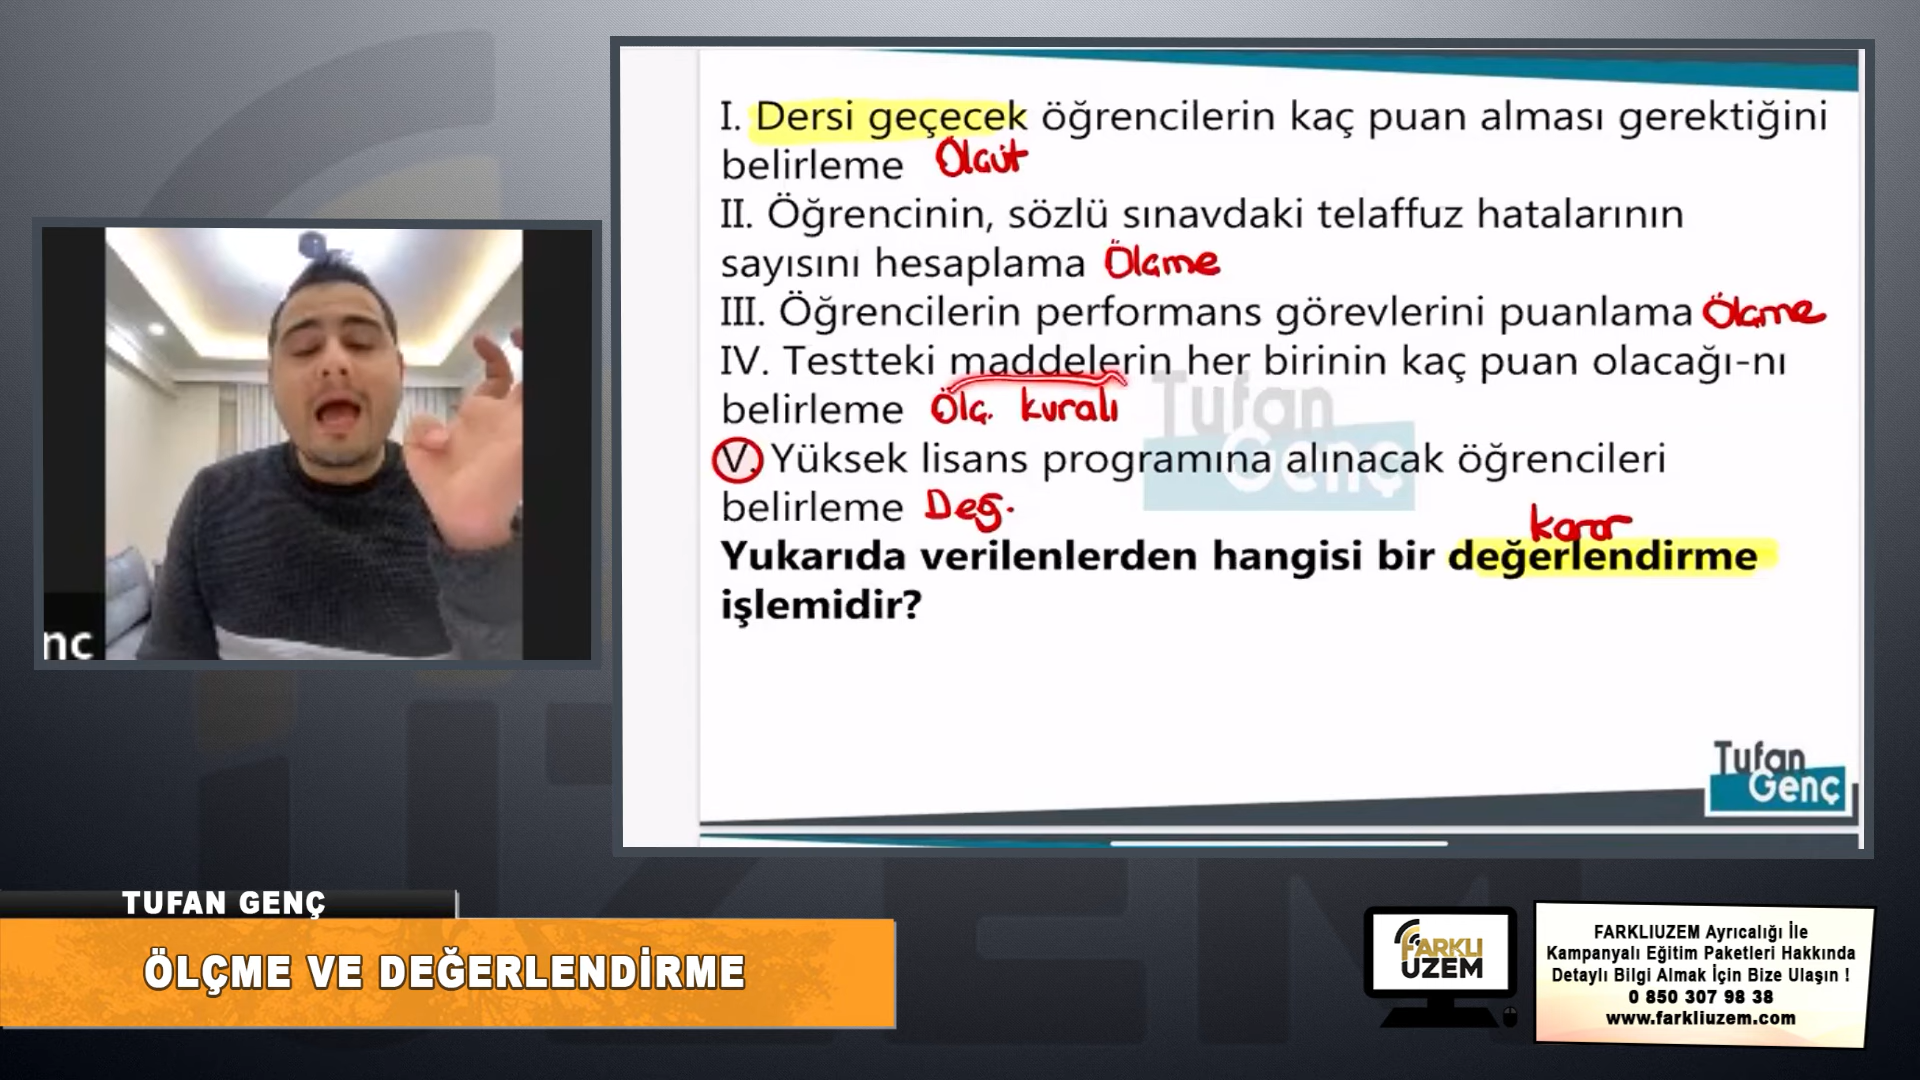 I. Dersi geçecek öğrencilerin kaç puan alması gerektiğini
belirleme Ölçüt
II. Öğrencinin, sözlü sınavdaki telaffuz hatalarının
sayısını hesaplama Ölçme
III. Öğrencilerin performans görevlerini puanlama Ölçme
IV. Testteki maddelerin her birinin kaç puan olacağı-nı
belirleme Ölç. kuralı
V. Yüksek lisans programına alınacak öğrencileri
belirleme Değ.
karar
Yukarıda verilenlerden hangisi bir değerlendirme
işlemidir?
Tufan
Genç
Tufan
Genç
nç
TUFAN GENÇ
ÖLÇME VE DEĞERLENDİRME
FARKLI
UZEM
FARKLIUZEM Ayrıcalığı İle
Kampanyalı Eğitim Paketleri Hakkında
Detaylı Bilgi Almak İçin Bize Ulaşın !
0 850 307 98 38
www.farkliuzem.com